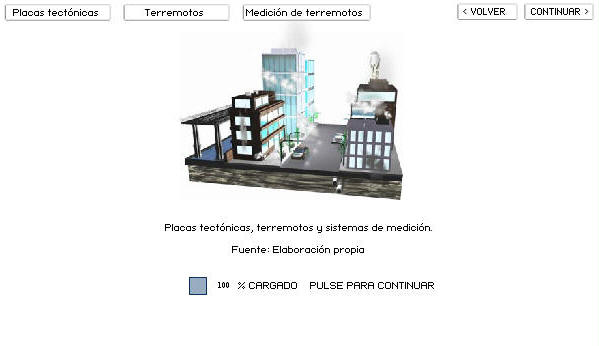 Placas tectónicas
Terremotos
Medición de terremotos
< VOLVER
CONTINUAR >
Placas tectónicas, terremotos y sistemas de medición.
Fuente: Elaboración propia
100 % CARGADO PULSE PARA CONTINUAR